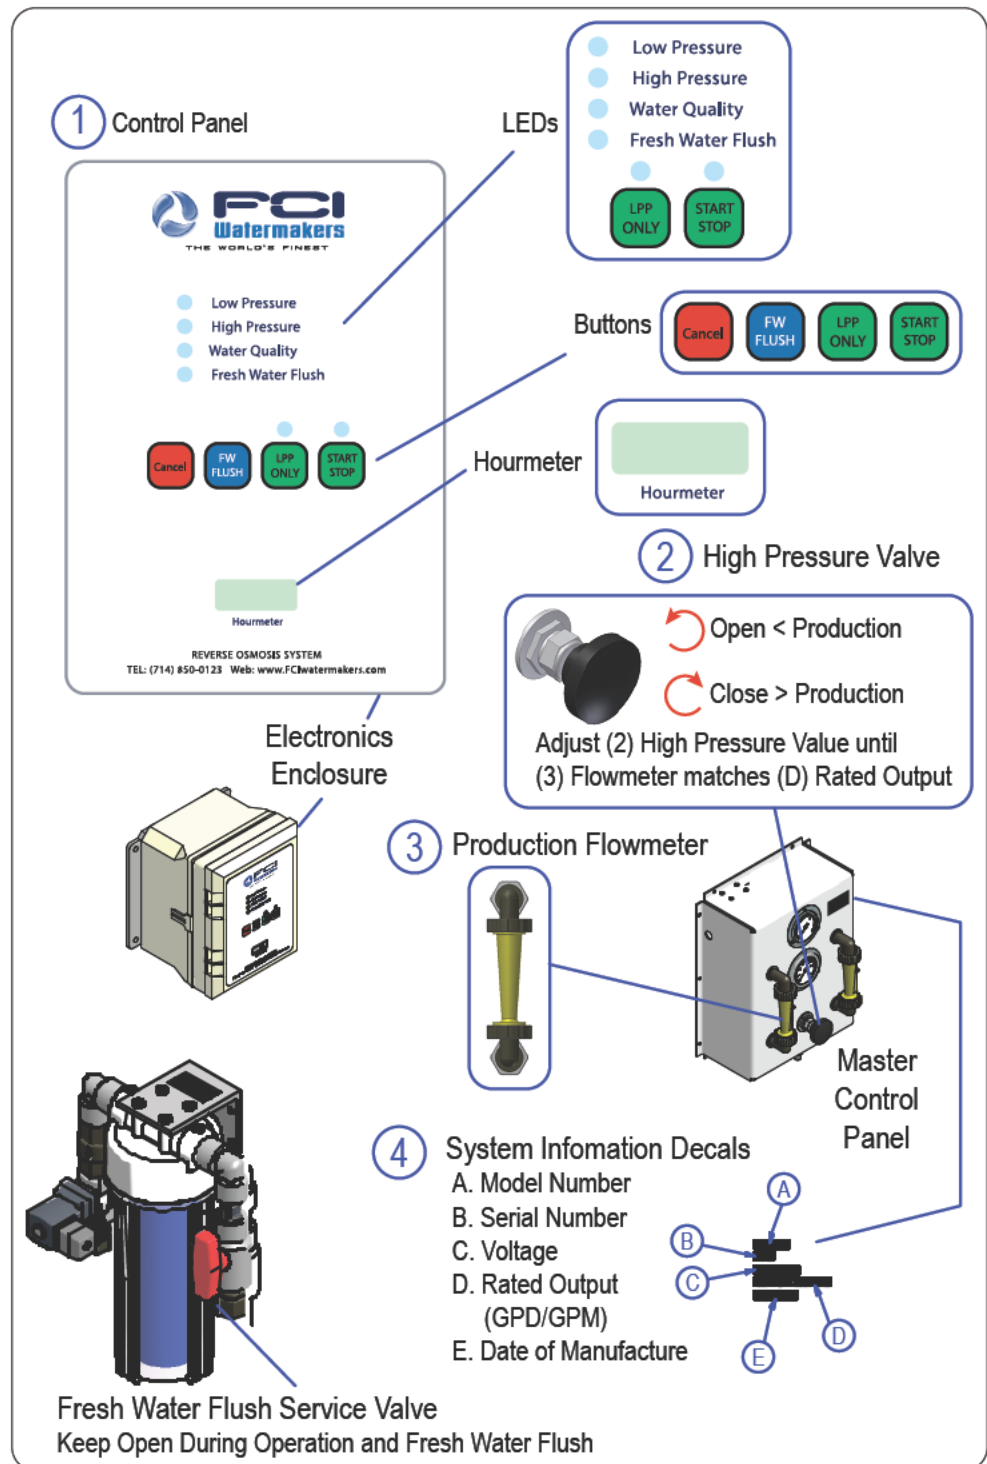 1 Control Panel
FCI
Watermakers
THE WORLD'S FINEST
Low Pressure
High Pressure
Water Quality
Fresh Water Flush
Cancel
FW FLUSH
LPP ONLY
START STOP
Hourmeter
REVERSE OSMOSIS SYSTEM
TEL: (714) 850-0123 Web: www.FCIwatermakers.com
LEDs
Low Pressure
High Pressure
Water Quality
Fresh Water Flush
LPP ONLY
START STOP
Buttons
Cancel
FW FLUSH
LPP ONLY
START STOP
Hourmeter
Hourmeter
2 High Pressure Valve
Open < Production
Close > Production
Adjust (2) High Pressure Value until
(3) Flowmeter matches (D) Rated Output
Electronics
Enclosure
FCI
3 Production Flowmeter
Master
Control
Panel
4 System Infomation Decals
A. Model Number
B. Serial Number
C. Voltage
D. Rated Output
(GPD/GPM)
E. Date of Manufacture
A
B
C
D
E
Fresh Water Flush Service Valve
Keep Open During Operation and Fresh Water Flush